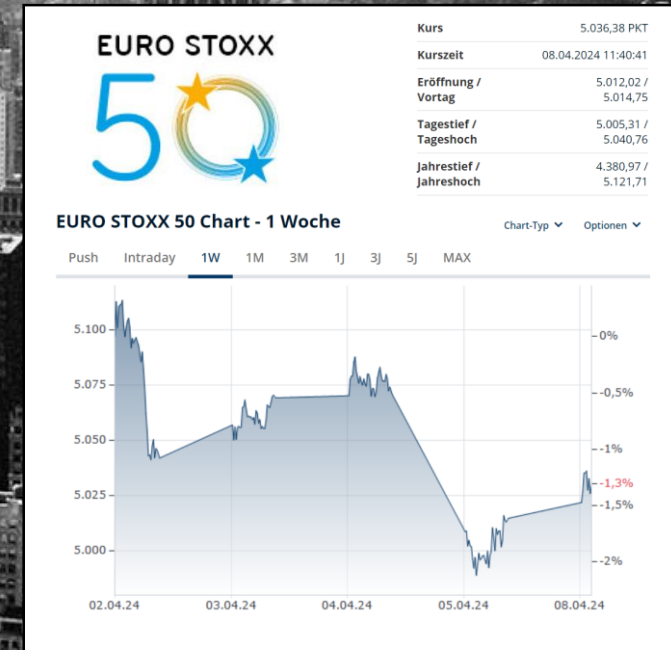 EURO STOXX
50
Kurs 5.036,38 PKT
Kurszeit 08.04.2024 11:40:41
Eröffnung / 5.012,02 /
Vortag 5.014,75
Tagestief / 5.005,31 /
Tageshoch 5.040,76
Jahrestief / 4.380,97 /
Jahreshoch 5.121,71
EURO STOXX 50 Chart - 1 Woche
Chart-Typ Optionen
Push Intraday 1W 1M 3M 1J 3J 5J MAX
5.100
5.075
5.050
5.025
5.000
0%
-0,5%
-1%
-1,3%
-1,5%
-2%
02.04.24 03.04.24 04.04.24 05.04.24 08.04.24